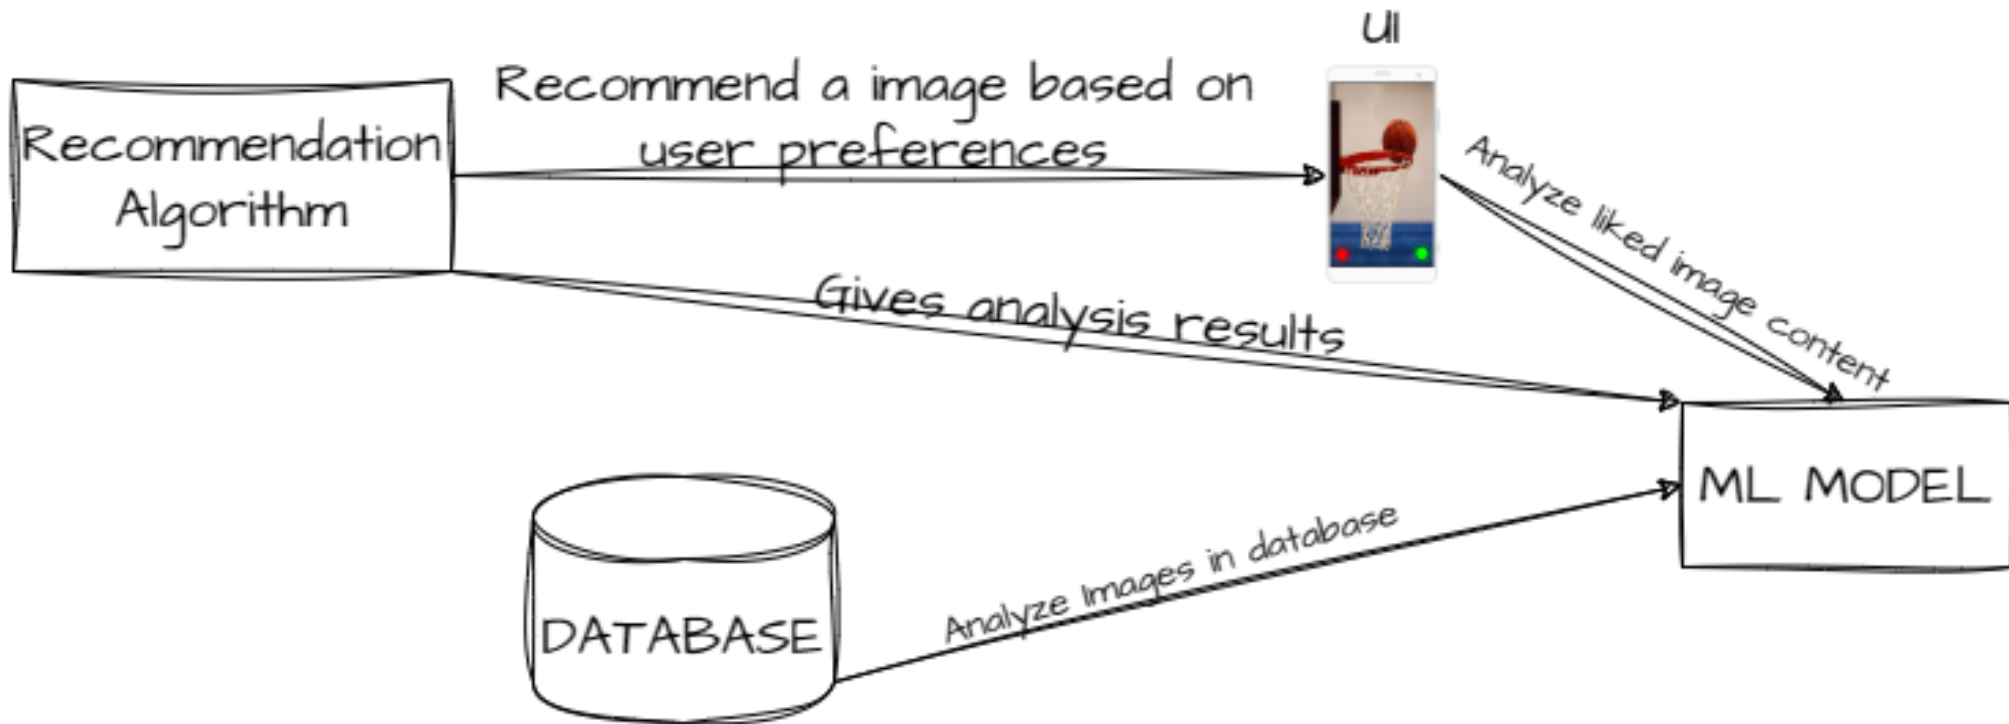 UI
Recommend a image based on
user preferences
Recommendation
Algorithm
Analyze liked image content
Gives analysis results
ML MODEL
Analyze Images in database
DATABASE